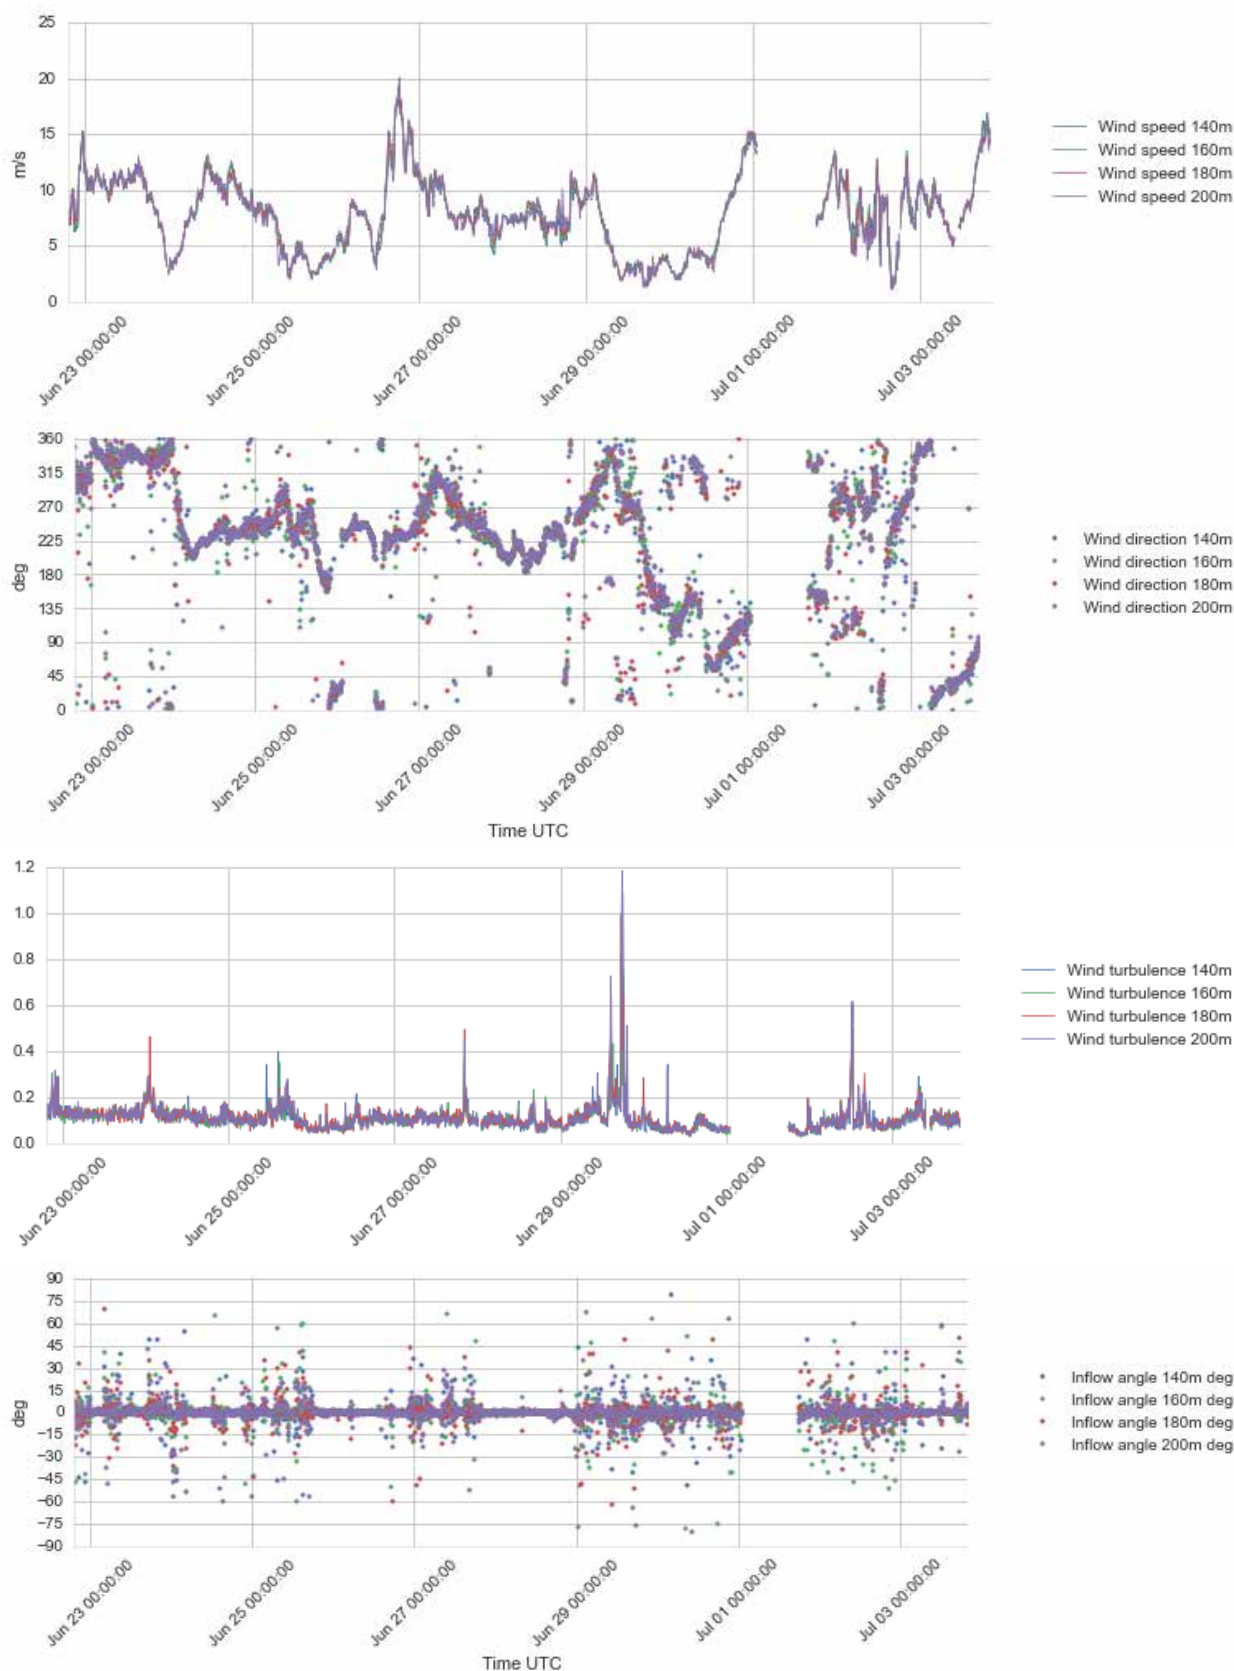 25
20
15
10
5
0
m/s
Wind speed 140m
Wind speed 160m
Wind speed 180m
Wind speed 200m
Jun 23 00:00:00
Jun 25 00:00:00
Jun 27 00:00:00
Jun 29 00:00:00
Jul 01 00:00:00
Jul 03 00:00:00
360
315
270
225
180
135
90
45
0
deg
Wind direction 140m
Wind direction 160m
Wind direction 180m
Wind direction 200m
Jun 23 00:00:00
Jun 25 00:00:00
Jun 27 00:00:00
Jun 29 00:00:00
Jul 01 00:00:00
Jul 03 00:00:00
Time UTC
1.2
1.0
0.8
0.6
0.4
0.2
0.0
Wind turbulence 140m
Wind turbulence 160m
Wind turbulence 180m
Wind turbulence 200m
Jun 23 00:00:00
Jun 25 00:00:00
Jun 27 00:00:00
Jun 29 00:00:00
Jul 01 00:00:00
Jul 03 00:00:00
90
75
60
45
30
15
0
−15
−30
−45
−60
−75
−90
deg
Inflow angle 140m deg
Inflow angle 160m deg
Inflow angle 180m deg
Inflow angle 200m deg
Jun 23 00:00:00
Jun 25 00:00:00
Jun 27 00:00:00
Jun 29 00:00:00
Jul 01 00:00:00
Jul 03 00:00:00
Time UTC